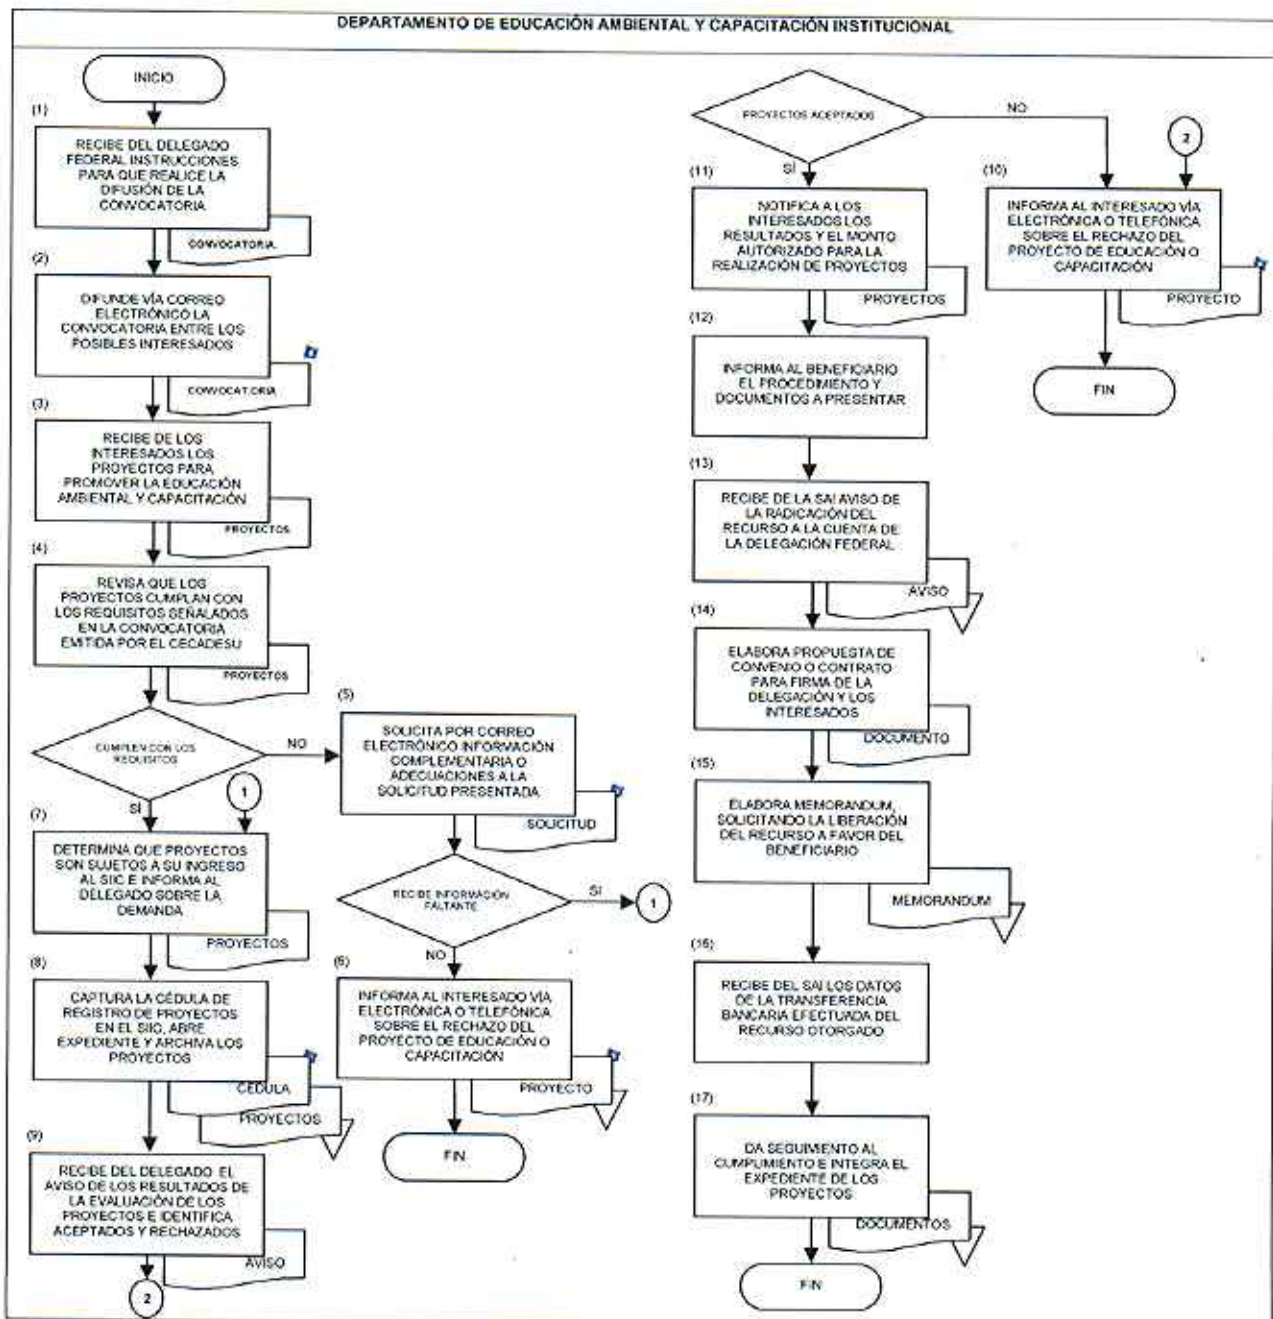 DEPARTAMENTO DE EDUCACIÓN AMBIENTAL Y CAPACITACIÓN INSTITUCIONAL
INICIO
(1)
RECIBE DEL DELEGADO
FEDERAL INSTRUCCIONES
PARA QUE REALICE LA
DIFUSIÓN DE LA
CONVOCATORIA
CONVOCATORIA
(2)
DIFUNDE VÍA CORREO
ELECTRÓNICO LA
CONVOCATORIA ENTRE LOS
POSIBLES INTERESADOS
CONVOCATORIA
(3)
RECIBE DE LOS
INTERESADOS LOS
PROYECTOS PARA
PROMOVER LA EDUCACIÓN
AMBIENTAL Y CAPACITACIÓN
PROYECTOS
(4)
REVISA QUE LOS
PROYECTOS CUMPLAN CON
LOS REQUISITOS SEÑALADOS
EN LA CONVOCATORIA
EMITIDA POR EL CECADESU
PROYECTOS
CUMPLEN CON LOS
REQUISITOS
NO
SÍ
1
(5)
SOLICITA POR CORREO
ELECTRÓNICO INFORMACIÓN
COMPLEMENTARIA O
ADECUACIONES A LA
SOLICITUD PRESENTADA
SOLICITUD
RECIBE INFORMACIÓN
FALTANTE
SI
1
NO
(6)
INFORMA AL INTERESADO VÍA
ELECTRÓNICA O TELEFÓNICA
SOBRE EL RECHAZO DEL
PROYECTO DE EDUCACIÓN O
CAPACITACIÓN
PROYECTO
FIN
(7)
DETERMINA QUE PROYECTOS
SON SUJETOS A SU INGRESO
AL SIIC E INFORMA AL
DELEGADO SOBRE LA
DEMANDA
PROYECTOS
(8)
CAPTURA LA CÉDULA DE
REGISTRO DE PROYECTOS
EN EL SIIC, ABRE
EXPEDIENTE Y ARCHIVA LOS
PROYECTOS
CEDULA
PROYECTOS
(9)
RECIBE DEL DELEGADO EL
AVISO DE LOS RESULTADOS DE
LA EVALUACIÓN DE LOS
PROYECTOS E IDENTIFICA
ACEPTADOS Y RECHAZADOS
AVISO
2
PROYECTOS ACEPTADOS
NO
SÍ
2
(10)
INFORMA AL INTERESADO VÍA
ELECTRÓNICA O TELEFÓNICA
SOBRE EL RECHAZO DEL
PROYECTO DE EDUCACIÓN O
CAPACITACIÓN
PROYECTO
FIN
(11)
NOTIFICA A LOS
INTERESADOS LOS
RESULTADOS Y EL MONTO
AUTORIZADO PARA LA
REALIZACIÓN DE PROYECTOS
PROYECTOS
(12)
INFORMA AL BENEFICIARIO
EL PROCEDIMIENTO Y
DOCUMENTOS A PRESENTAR
(13)
RECIBE DE LA SAI AVISO DE
LA RADICACIÓN DEL
RECURSO A LA CUENTA DE
LA DELEGACIÓN FEDERAL
AVISO
(14)
ELABORA PROPUESTA DE
CONVENIO O CONTRATO
PARA FIRMA DE LA
DELEGACIÓN Y LOS
INTERESADOS
DOCUMENTO
(15)
ELABORA MEMORANDUM,
SOLICITANDO LA LIBERACIÓN
DEL RECURSO A FAVOR DEL
BENEFICIARIO
MEMORANDUM
(16)
RECIBE DEL SAI LOS DATOS
DE LA TRANSFERENCIA
BANCARIA EFECTUADA DEL
RECURSO OTORGADO
(17)
DA SEGUIMIENTO AL
CUMPLIMIENTO E INTEGRA EL
EXPEDIENTE DE LOS
PROYECTOS
DOCUMENTOS
FIN